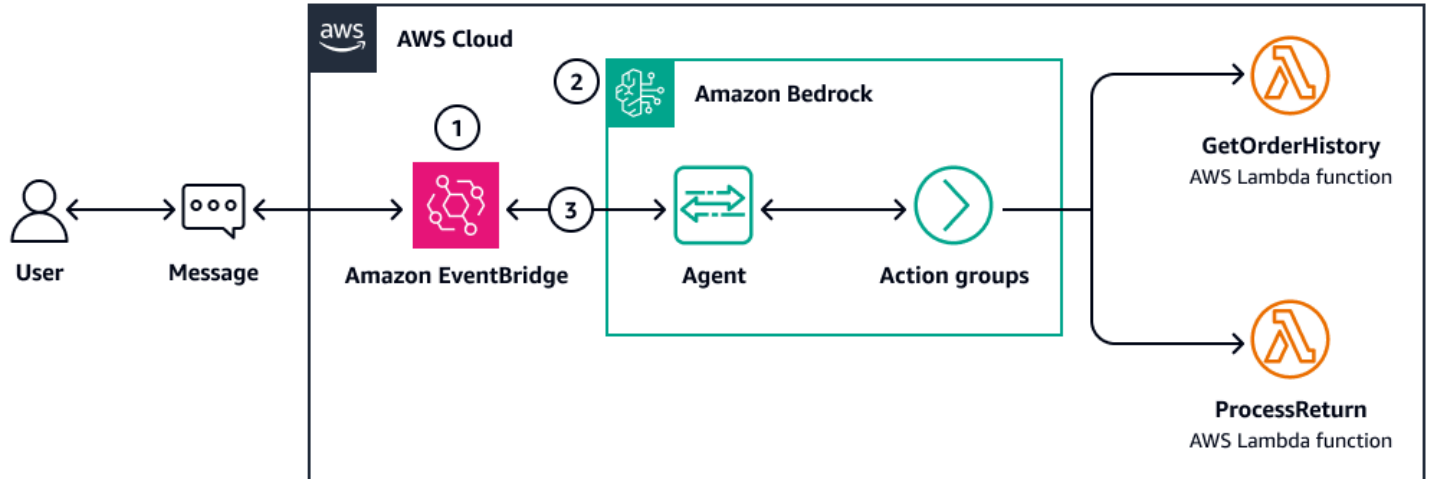 aws
AWS Cloud
2
Amazon Bedrock
1
GetOrderHistory
AWS Lambda function
3
User
Message
Amazon EventBridge
Agent
Action groups
ProcessReturn
AWS Lambda function